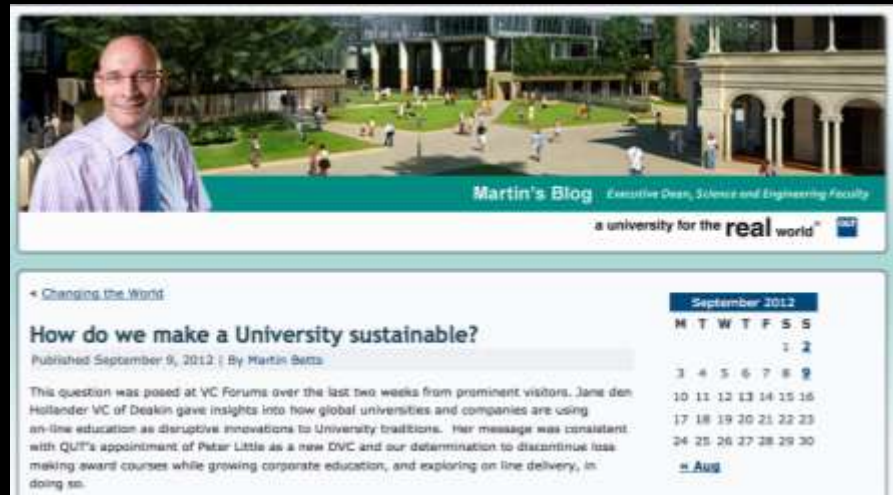 Martin's Blog Executive Dean, Science and Engineering Faculty
a university for the real world
QUT
« Changing the World
How do we make a University sustainable?
Published September 9, 2012 | By Martin Betts
This question was posed at VC Forums over the last two weeks from prominent visitors. Jane den
Hollander VC of Deakin gave insights into how global universities and companies are using
on-line education as disruptive innovations to University traditions. Her message was consistent
with QUT's appointment of Peter Little as a new DVC and our determination to discontinue loss
making award courses while growing corporate education, and exploring on line delivery, in
doing so.
September 2012
M T W T F S S
1 2
3 4 5 6 7 8 9
10 11 12 13 14 15 16
17 18 19 20 21 22 23
24 25 26 27 28 29 30
« Aug